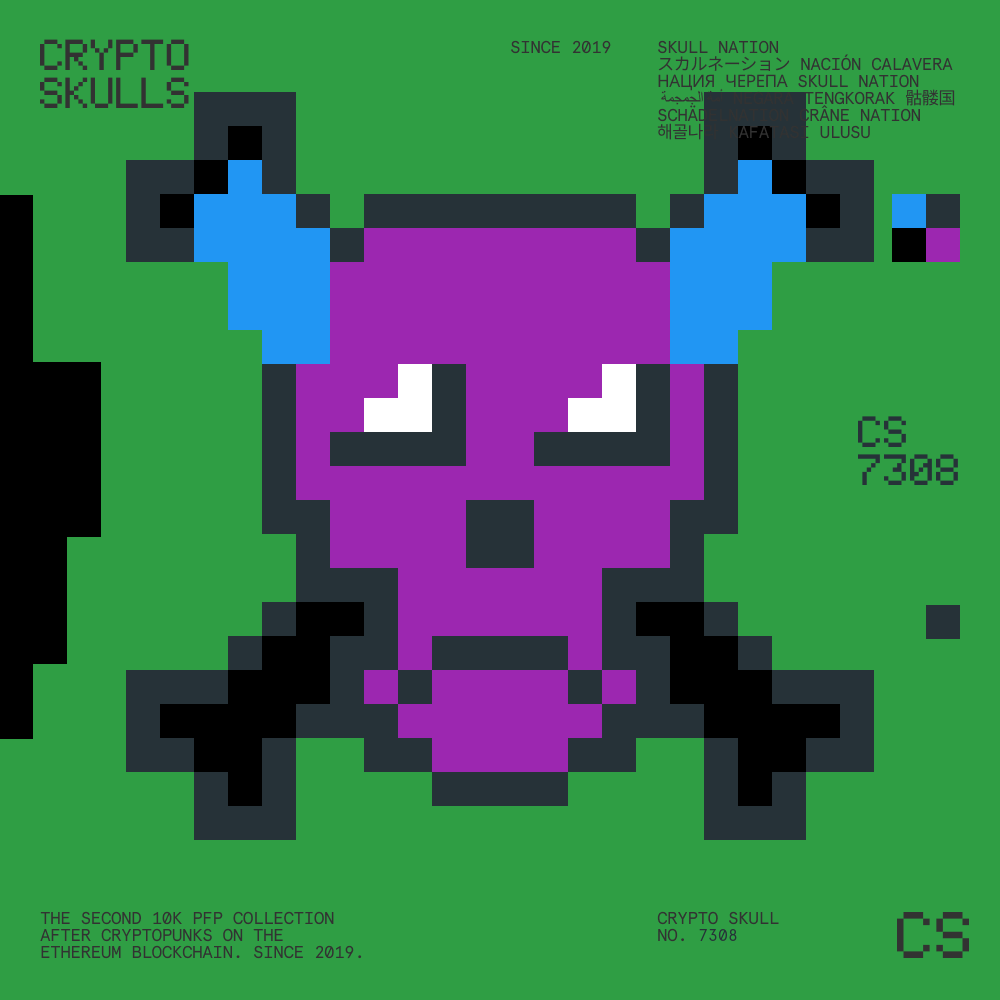 CRYPTO
SKULLS
SINCE 2019
SKULL NATION
スカルネーション NACIÓN CALAVERA
НАЦИЯ ЧЕРЕПА SKULL NATION
TENGKORAK 骷髅国
CRÂNE NATION
해골나 ULUSU
CS
7308
THE SECOND 10K PFP COLLECTION
AFTER CRYPTOPUNKS ON THE
ETHEREUM BLOCKCHAIN. SINCE 2019.
CRYPTO SKULL
NO. 7308
CS